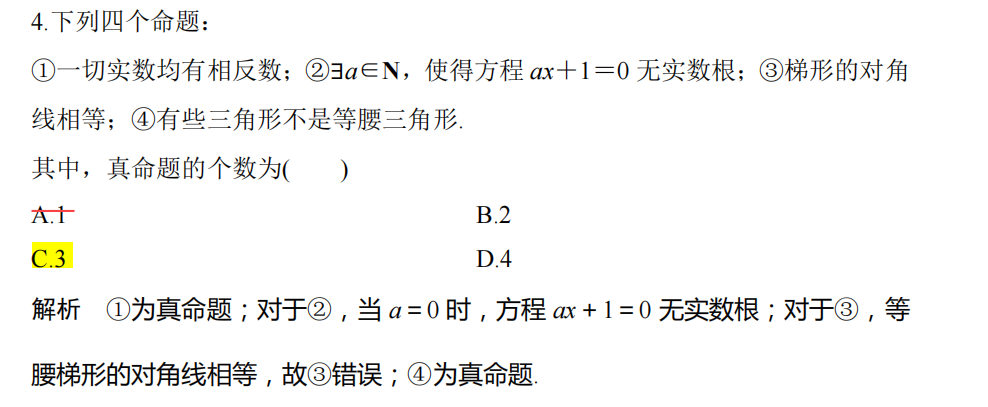 4.下列四个命题：
①一切实数均有相反数；②∃a∈N，使得方程 ax＋1＝0 无实数根；③梯形的对角
线相等；④有些三角形不是等腰三角形.
其中，真命题的个数为(　　)
A.1 B.2
C.3 D.4
解析　①为真命题；对于②，当 a＝0 时，方程 ax＋1＝0 无实数根；对于③，等
腰梯形的对角线相等，故③错误；④为真命题.